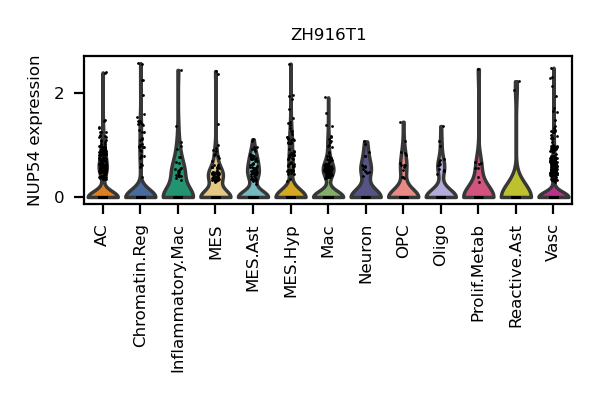 ZH916T1
NUP54 expression
2
0
AC
Chromatin.Reg
Inflammatory.Mac
MES
MES.Ast
MES.Hyp
Mac
Neuron
OPC
Oligo
Prolif.Metab
Reactive.Ast
Vasc